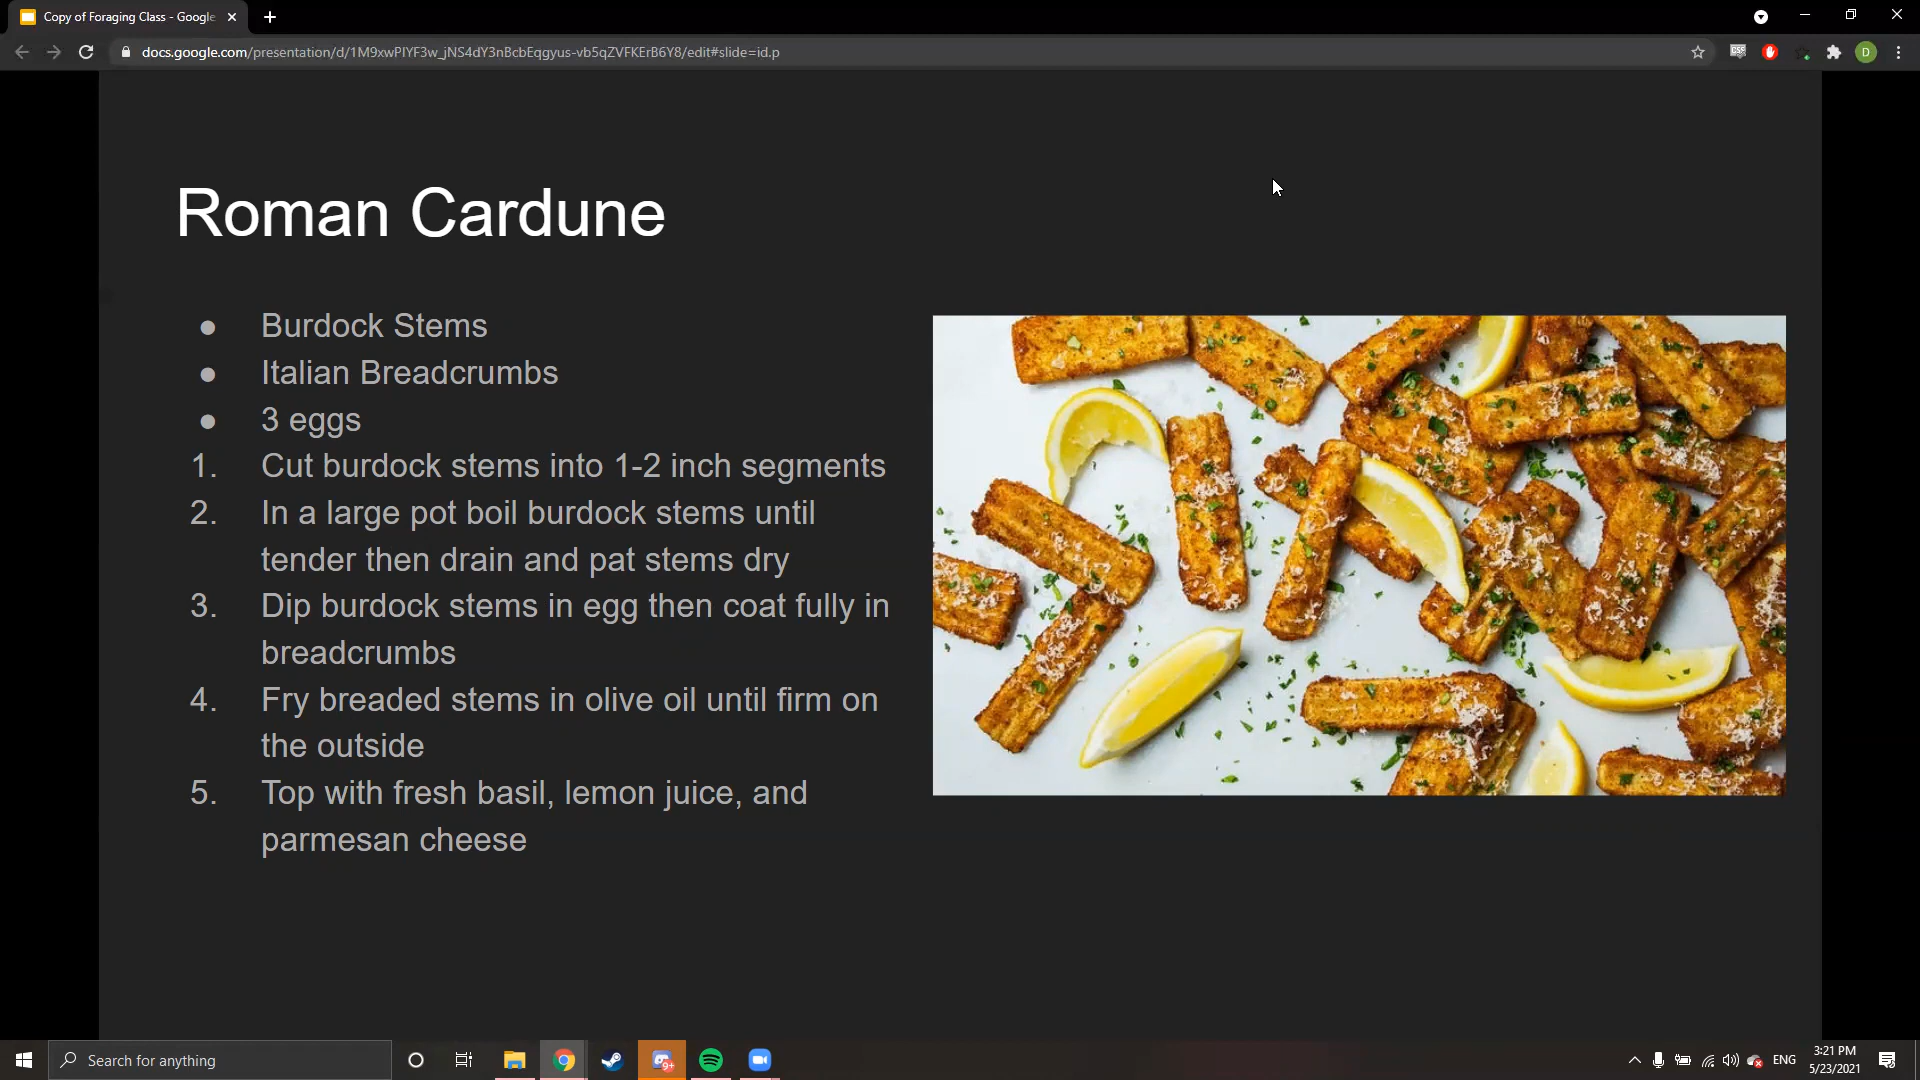 Copy of Foraging Class - Google
docs.google.com/presentation/d/1M9xwPIYF3w_jNS4dY3nBcbEqgyus-vb5qZVFKErB6Y8/edit#slide=id.p
D
Roman Cardune
● Burdock Stems
● Italian Breadcrumbs
● 3 eggs
1. Cut burdock stems into 1-2 inch segments
2. In a large pot boil burdock stems until
tender then drain and pat stems dry
3. Dip burdock stems in egg then coat fully in
breadcrumbs
4. Fry breaded stems in olive oil until firm on
the outside
5. Top with fresh basil, lemon juice, and
parmesan cheese
Search for anything
9+
ENG
3:21 PM
5/23/2021